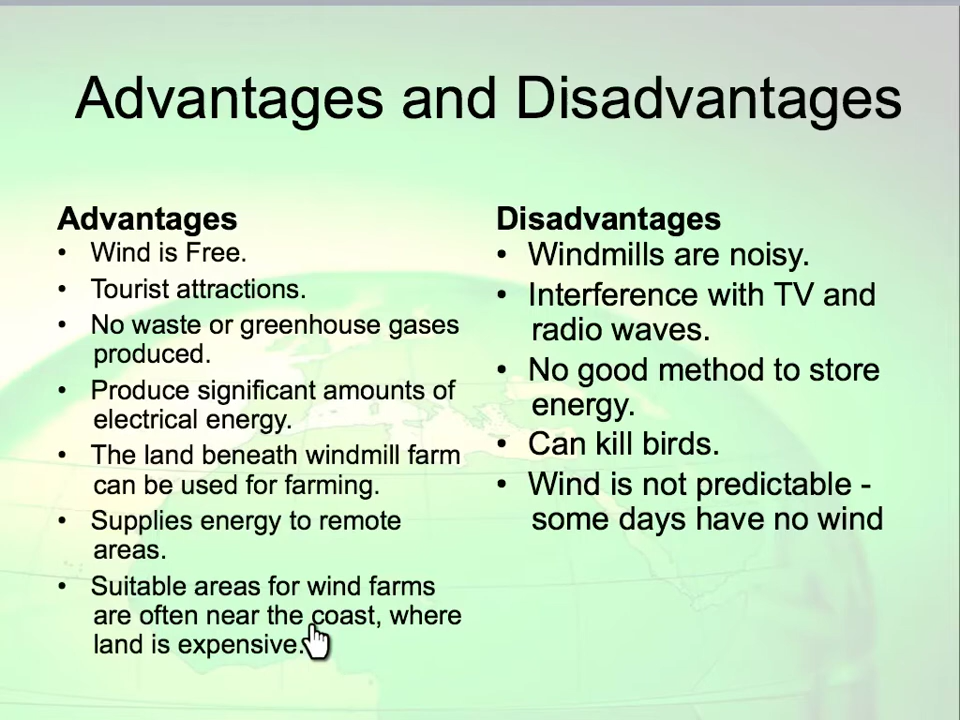 Advantages and Disadvantages
Advantages
• Wind is Free.
• Tourist attractions.
• No waste or greenhouse gases
produced.
• Produce significant amounts of
electrical energy.
• The land beneath windmill farm
can be used for farming.
• Supplies energy to remote
areas.
• Suitable areas for wind farms
are often near the coast, where
land is expensive.
Disadvantages
• Windmills are noisy.
• Interference with TV and
radio waves.
• No good method to store
energy.
• Can kill birds.
• Wind is not predictable -
some days have no wind